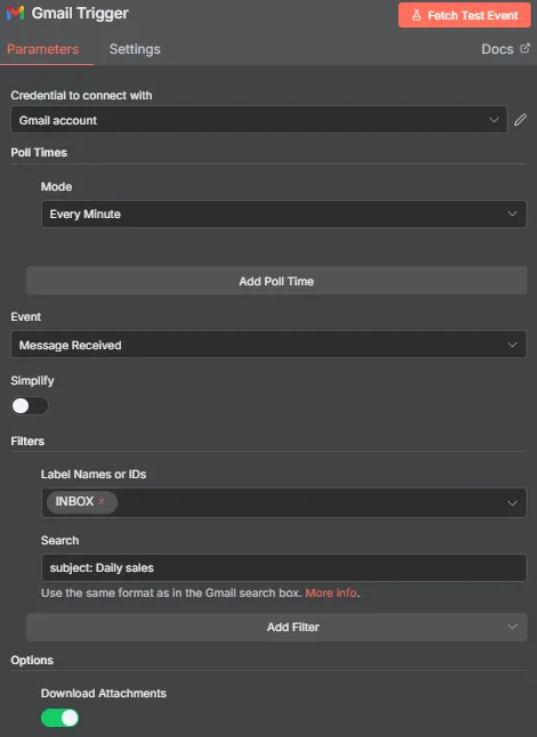 Gmail Trigger
Fetch Test Event
Parameters Settings Docs
Credential to connect with
Gmail account
Poll Times
Mode
Every Minute
Add Poll Time
Event
Message Received
Simplify
Filters
Label Names or IDs
INBOX ×
Search
subject: Daily sales
Use the same format as in the Gmail search box. More info.
Add Filter
Options
Download Attachments